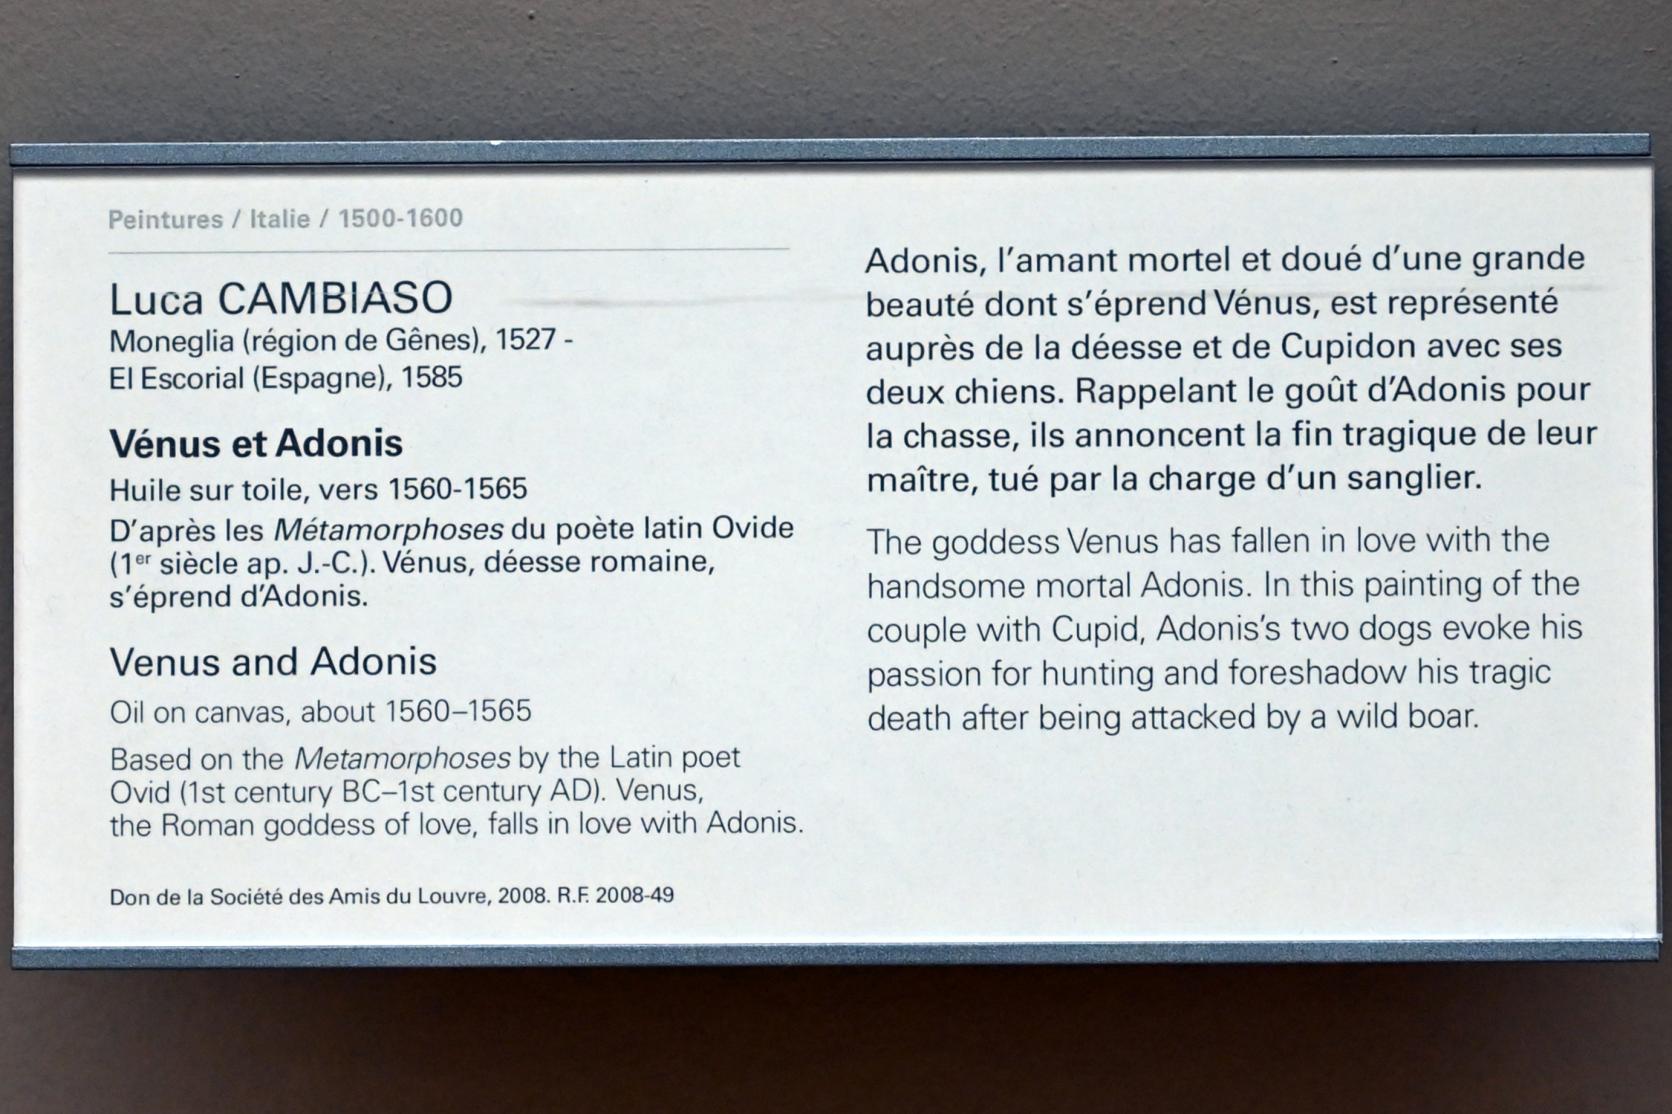 Peintures / Italie / 1500-1600
Luca CAMBIASO
Moneglia (région de Gênes), 1527 -
El Escorial (Espagne), 1585
Vénus et Adonis
Huile sur toile, vers 1560-1565
D'après les Métamorphoses du poète latin Ovide
(1er siècle ap. J.-C.). Vénus, déesse romaine,
s'éprend d'Adonis.
Venus and Adonis
Oil on canvas, about 1560–1565
Based on the Metamorphoses by the Latin poet
Ovid (1st century BC–1st century AD). Venus,
the Roman goddess of love, falls in love with Adonis.
Don de la Société des Amis du Louvre, 2008. R.F. 2008-49
Adonis, l'amant mortel et doué d'une grande
beauté dont s'éprend Vénus, est représenté
auprès de la déesse et de Cupidon avec ses
deux chiens. Rappelant le goût d'Adonis pour
la chasse, ils annoncent la fin tragique de leur
maître, tué par la charge d'un sanglier.
The goddess Venus has fallen in love with the
handsome mortal Adonis. In this painting of the
couple with Cupid, Adonis's two dogs evoke his
passion for hunting and foreshadow his tragic
death after being attacked by a wild boar.